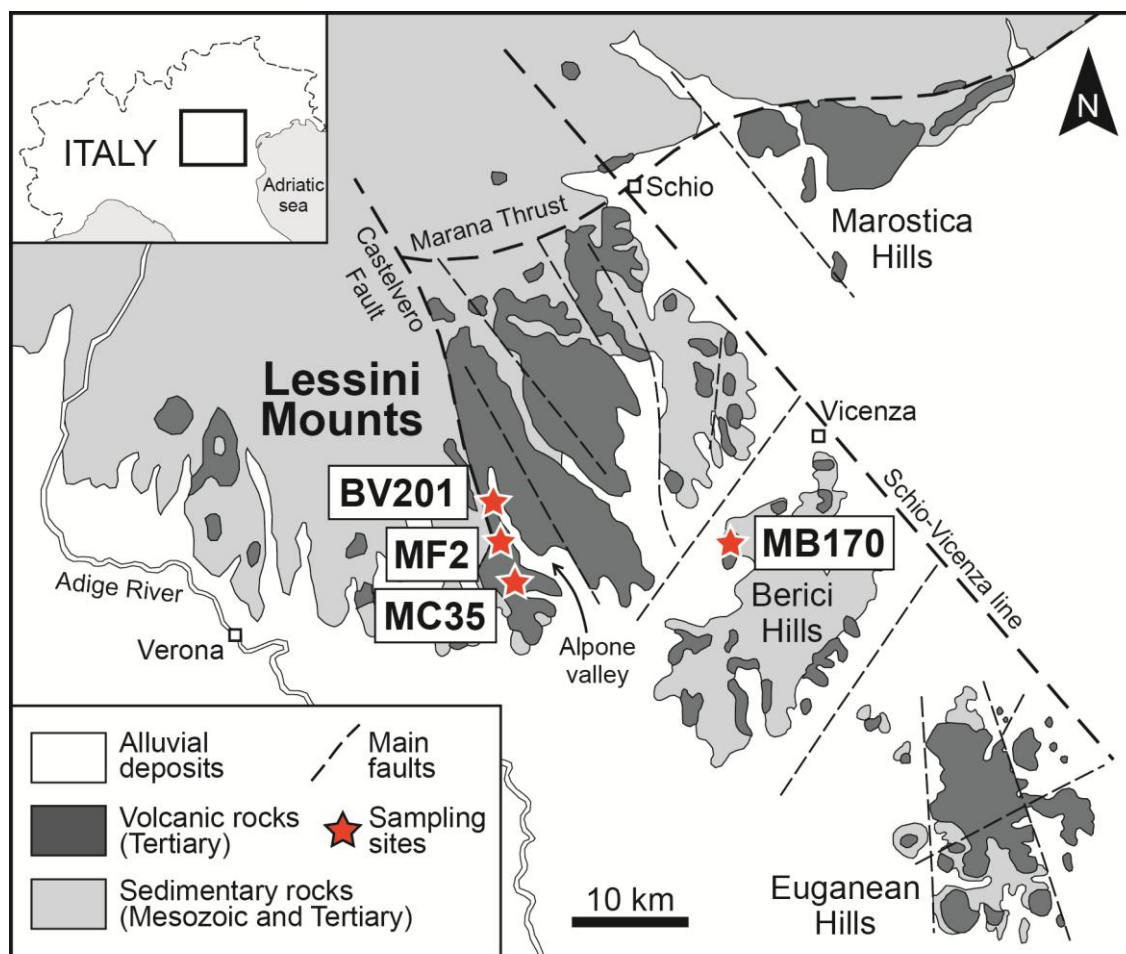 ITALY
Adriatic
sea
N
Schio
Marana Thrust
Castelvero
Fault
Marostica
Hills
Lessini
Mounts
Vicenza
BV201
MF2
MC35
MB170
Schio-Vicenza line
Adige River
Verona
Alpone
valley
Berici
Hills
Euganean
Hills
Alluvial
deposits
Main
faults
Volcanic rocks
(Tertiary)
Sampling
sites
Sedimentary rocks
(Mesozoic and Tertiary)
10 km